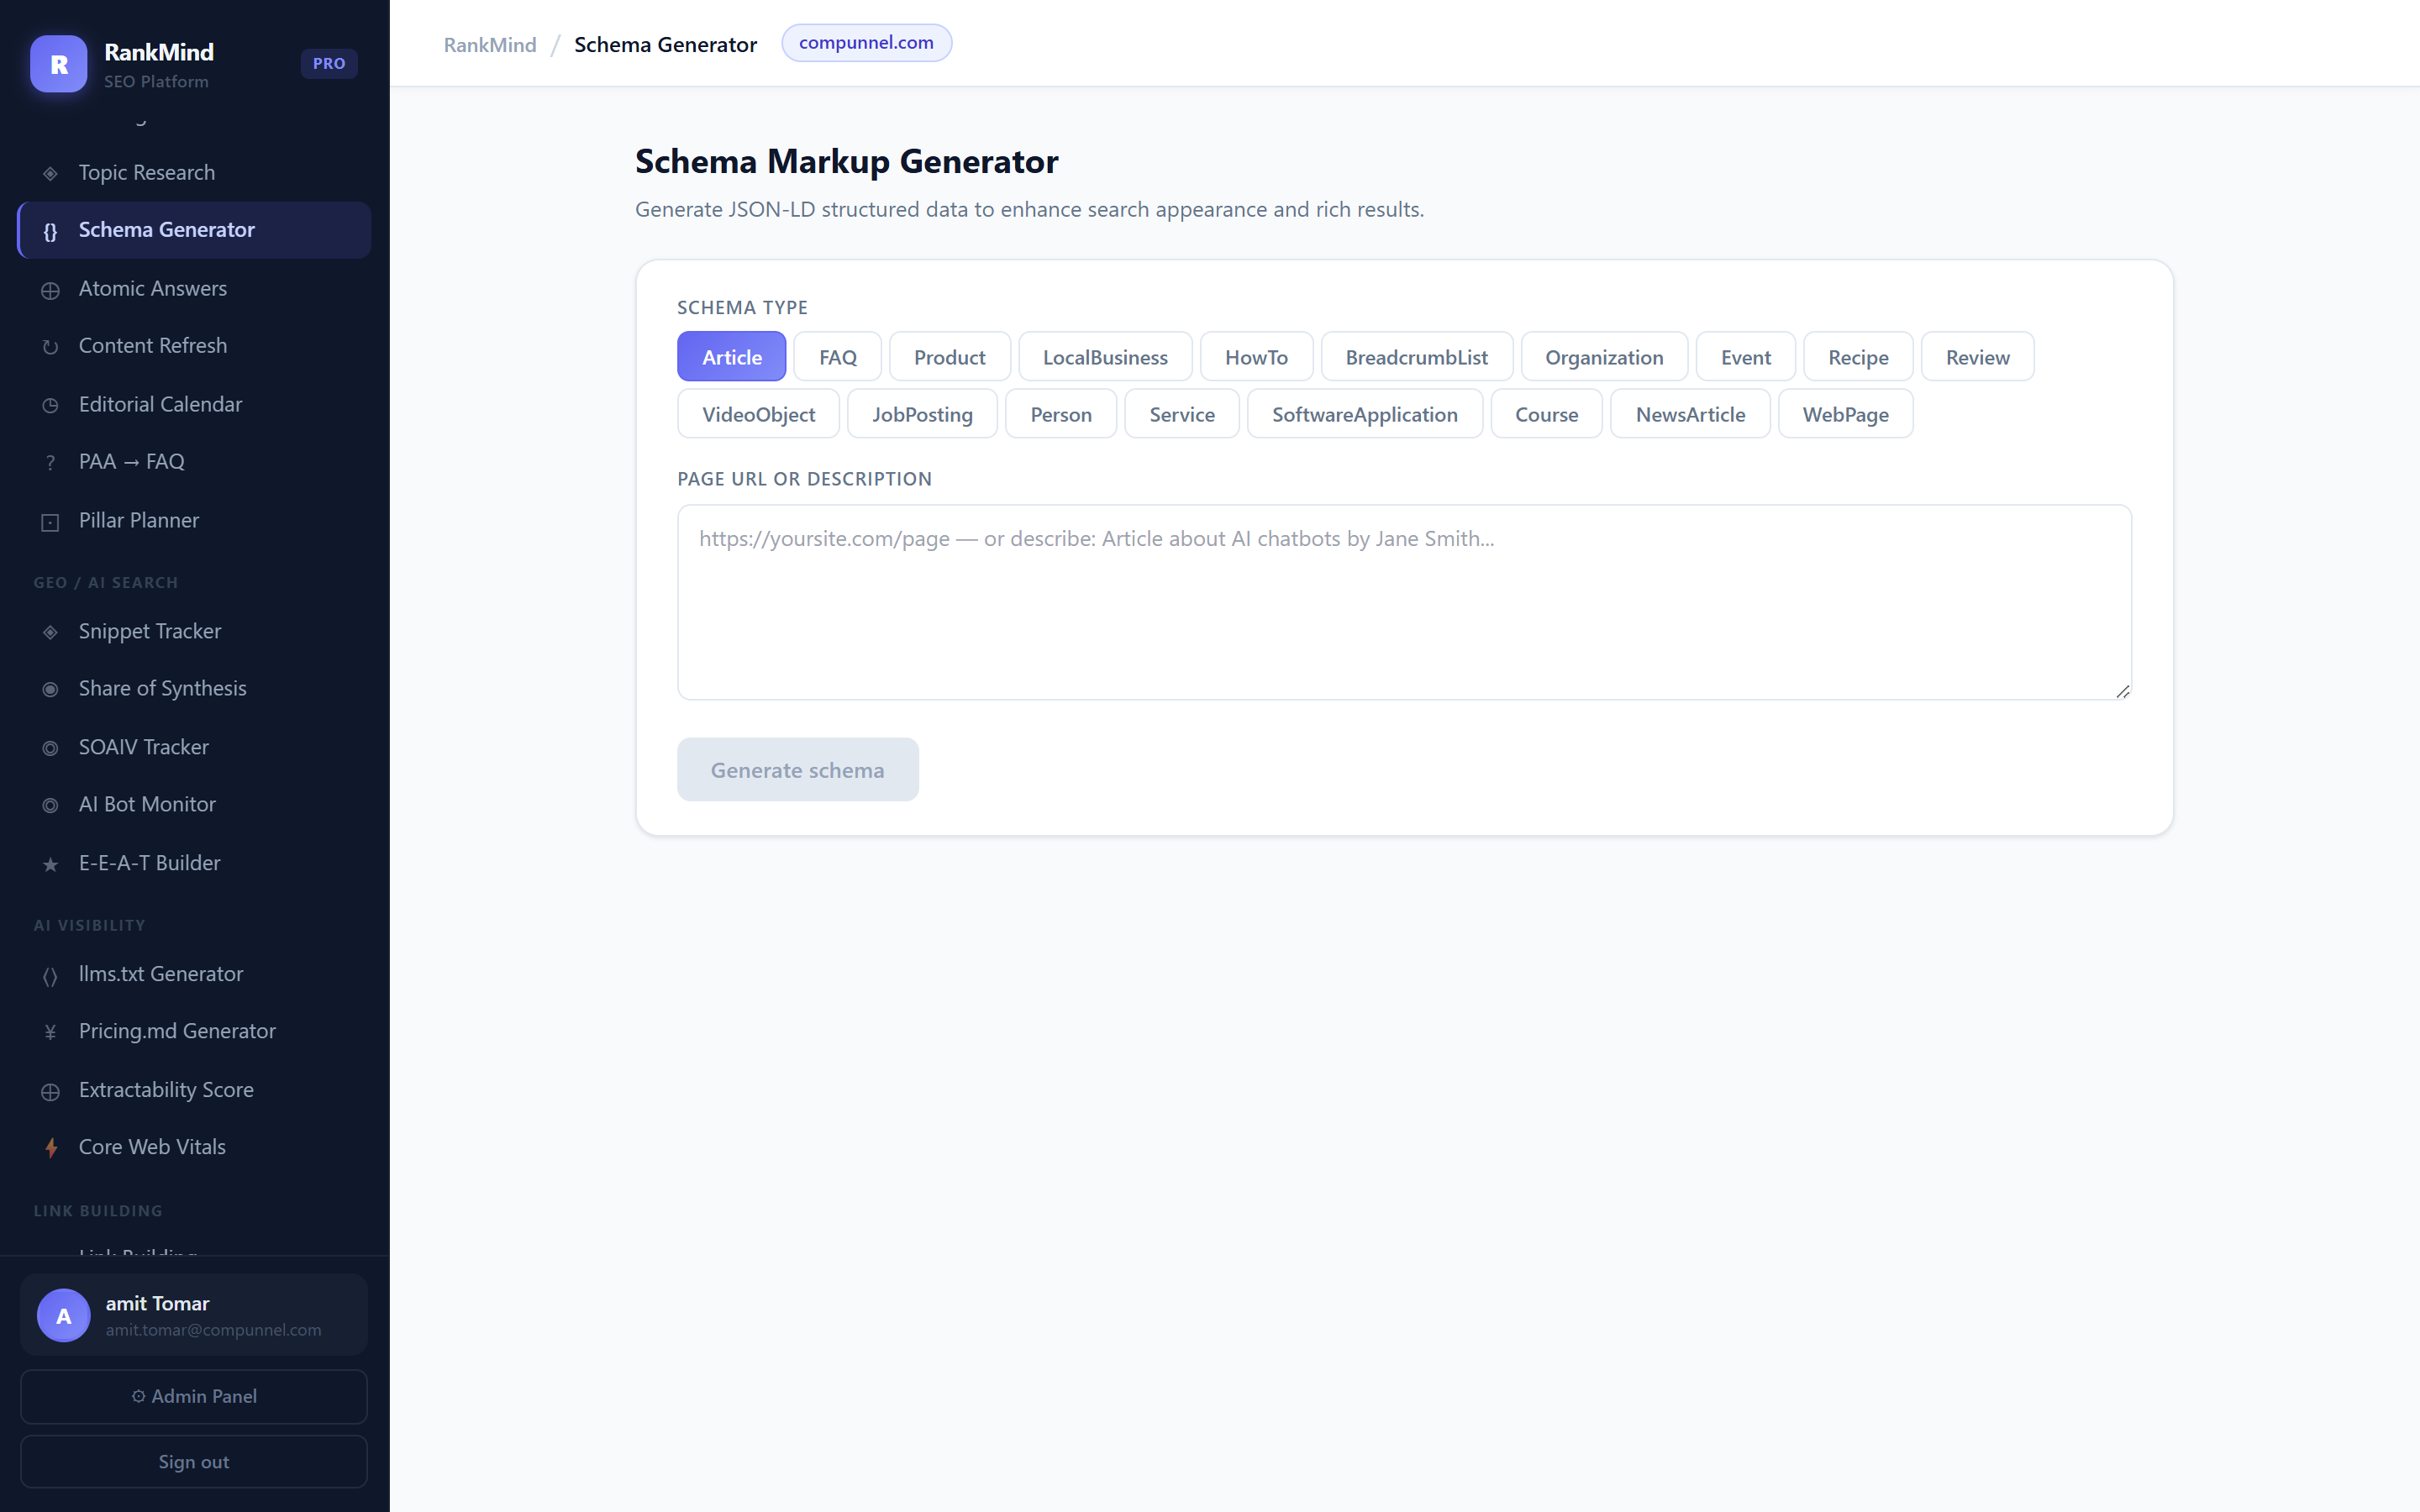 R
RankMind
SEO Platform
PRO
Topic Research
{} Schema Generator
Atomic Answers
Content Refresh
Editorial Calendar
? PAA → FAQ
Pillar Planner
GEO / AI SEARCH
Snippet Tracker
Share of Synthesis
SOAIV Tracker
AI Bot Monitor
E-E-A-T Builder
AI VISIBILITY
⟨⟩ llms.txt Generator
¥ Pricing.md Generator
Extractability Score
Core Web Vitals
LINK BUILDING
Link Building
A
amit Tomar
amit.tomar@compunnel.com
Admin Panel
Sign out
RankMind / Schema Generator compunnel.com
Schema Markup Generator
Generate JSON-LD structured data to enhance search appearance and rich results.
SCHEMA TYPE
Article FAQ Product LocalBusiness HowTo BreadcrumbList Organization Event Recipe Review
VideoObject JobPosting Person Service SoftwareApplication Course NewsArticle WebPage
PAGE URL OR DESCRIPTION
https://yoursite.com/page — or describe: Article about AI chatbots by Jane Smith...
Generate schema